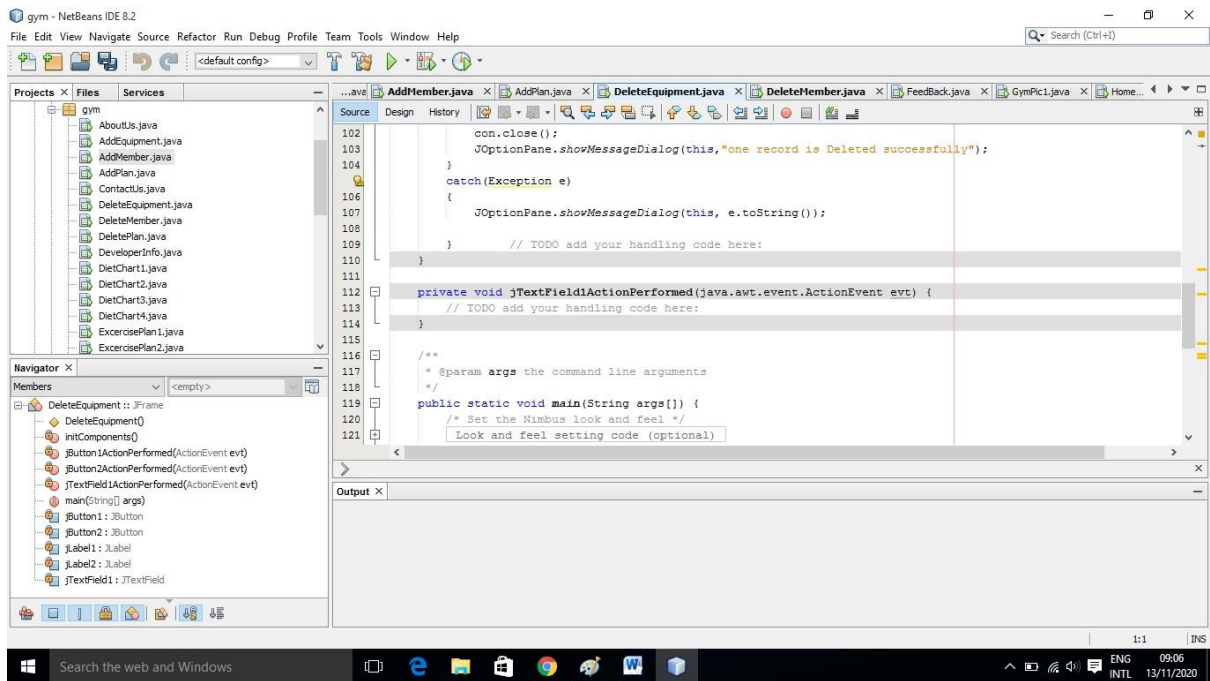 gym - NetBeans IDE 8.2
File Edit View Navigate Source Refactor Run Debug Profile Team Tools Window Help
Search (Ctrl+I)
<default config>
Projects Files Services
gym
AboutUs.java
AddEquipment.java
AddMember.java
AddPlan.java
ContactUs.java
DeleteEquipment.java
DeleteMember.java
DeletePlan.java
DeveloperInfo.java
DietChart1.java
DietChart2.java
DietChart3.java
DietChart4.java
ExcercisePlan1.java
ExcercisePlan2.java
Navigator
Members <empty>
DeleteEquipment :: JFrame
DeleteEquipment()
initComponents()
jButton1ActionPerformed(ActionEvent evt)
jButton2ActionPerformed(ActionEvent evt)
jTextField1ActionPerformed(ActionEvent evt)
main(String[] args)
jButton1 : JButton
jButton2 : JButton
jLabel1 : JLabel
jLabel2 : JLabel
jTextField1 : JTextField
...ava AddMember.java AddPlan.java DeleteEquipment.java DeleteMember.java FeedBack.java GymPic1.java Home...
Source Design History
102 con.close();
103 JOptionPane.showMessageDialog(this,"one record is Deleted successfully");
104 }
catch(Exception e)
106 {
107 JOptionPane.showMessageDialog(this, e.toString());
108
109 } // TODO add your handling code here:
110 }
111
112 private void jTextField1ActionPerformed(java.awt.event.ActionEvent evt) {
113 // TODO add your handling code here:
114 }
115
116 /**
117 * @param args the command line arguments
118 */
119 public static void main(String args[]) {
120 /* Set the Nimbus look and feel */
121 Look and feel setting code (optional)
Output
1:1 INS
Search the web and Windows
ENG 09:06
INTL 13/11/2020